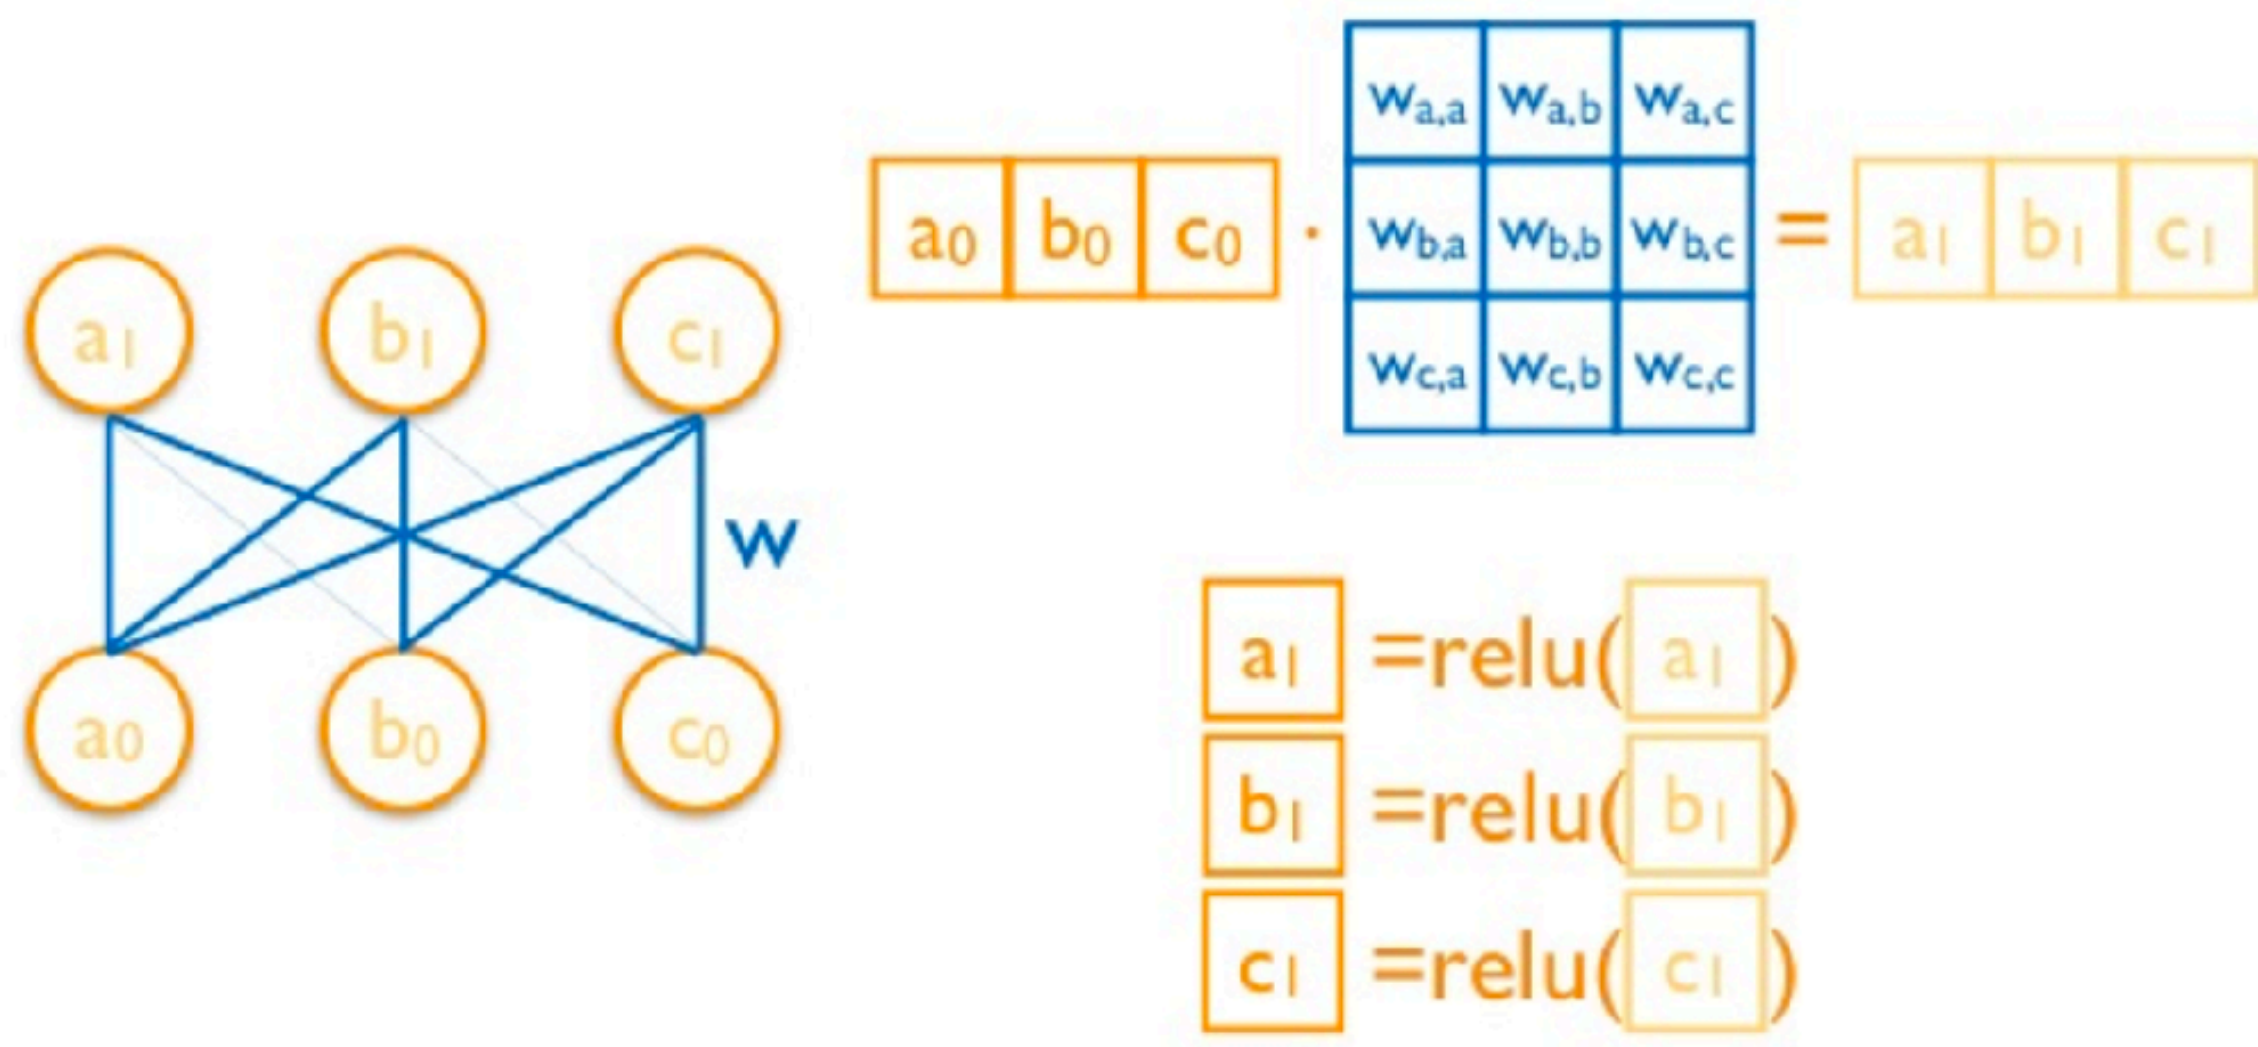 a1 b1 c1
w
a0 b0 c0
a0 b0 c0 · wa,a wa,b wa,c = a1 b1 c1
wb,a wb,b wb,c
wc,a wc,b wc,c
a1 =relu( a1 )
b1 =relu( b1 )
c1 =relu( c1 )